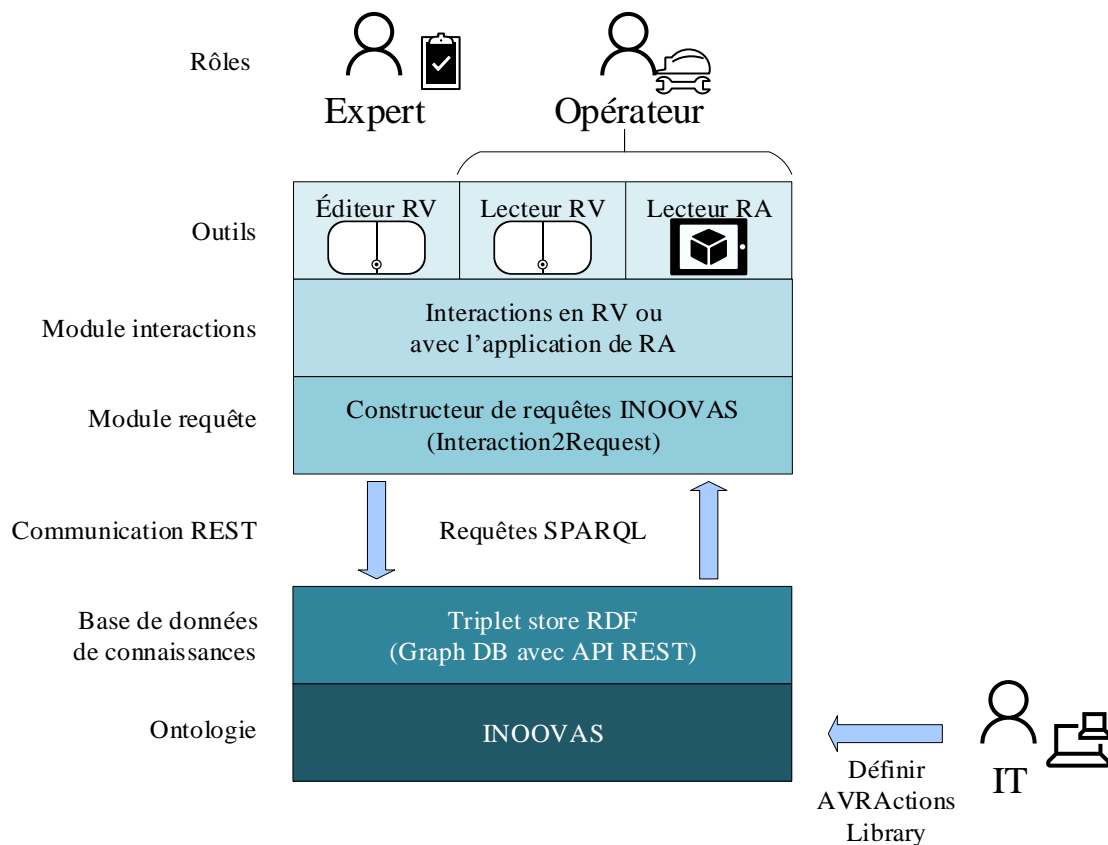 Rôles
Expert
Opérateur
Outils
Éditeur RV
Lecteur RV
Lecteur RA
Module interactions
Interactions en RV ou
avec l’application de RA
Module requête
Constructeur de requêtes INOOVAS
(Interaction2Request)
Communication REST
Requêtes SPARQL
Base de données
de connaissances
Triplet store RDF
(Graph DB avec API REST)
Ontologie
INOOVAS
Définir
AVRActions
Library
IT